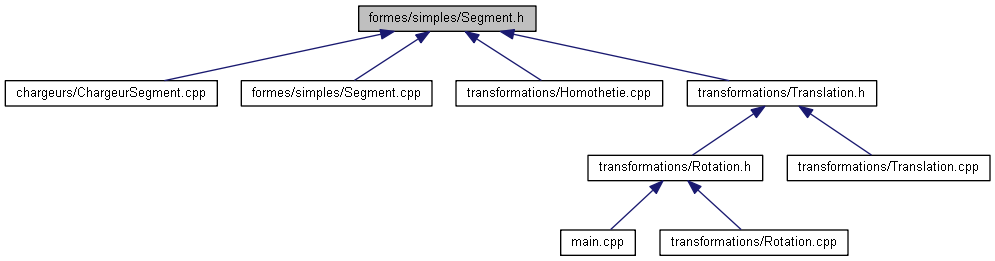 formes/simples/Segment.h
chargeurs/ChargeurSegment.cpp
formes/simples/Segment.cpp
transformations/Homothetie.cpp
transformations/Translation.h
transformations/Rotation.h
transformations/Translation.cpp
main.cpp
transformations/Rotation.cpp